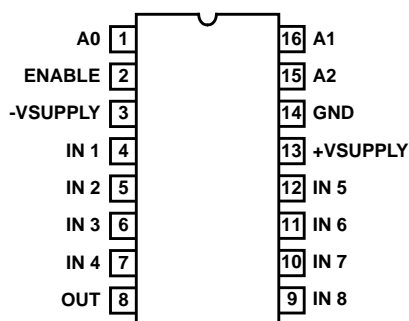 A0 1 16 A1
ENABLE 2 15 A2
-VSUPPLY 3 14 GND
IN 1 4 13 +VSUPPLY
IN 2 5 12 IN 5
IN 3 6 11 IN 6
IN 4 7 10 IN 7
OUT 8 9 IN 8